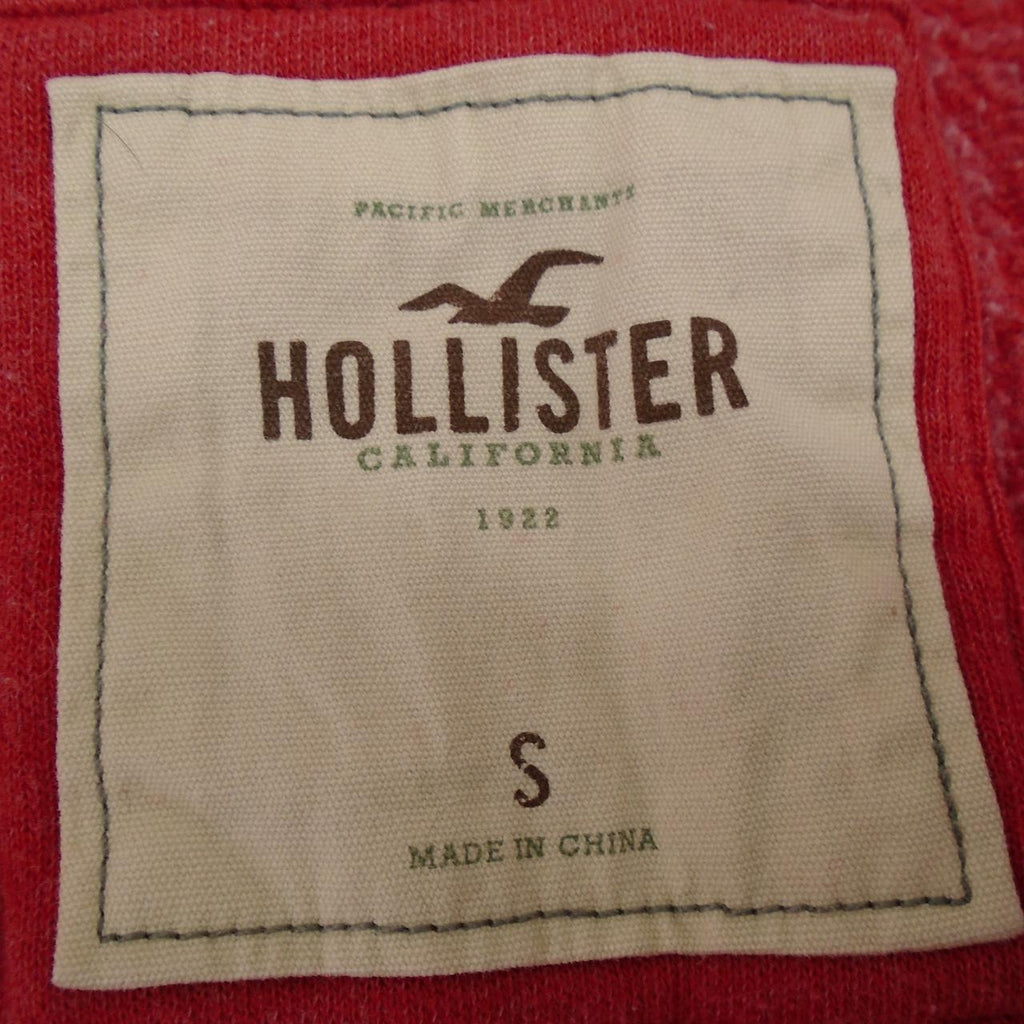 PACIFIC MERCHANTS
HOLLISTER
CALIFORNIA
1922
S
MADE IN CHINA